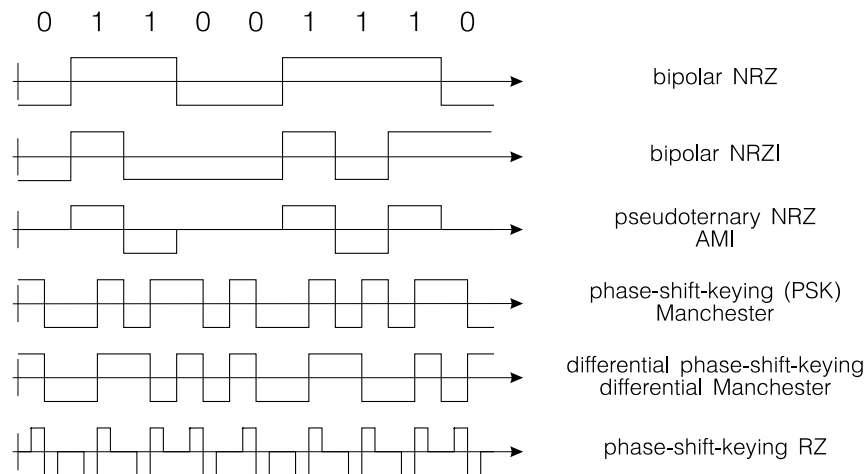 0 1 1 0 0 1 1 1 0
bipolar NRZ
bipolar NRZI
pseudoternary NRZ
AMI
phase-shift-keying (PSK)
Manchester
differential phase-shift-keying
differential Manchester
phase-shift-keying RZ